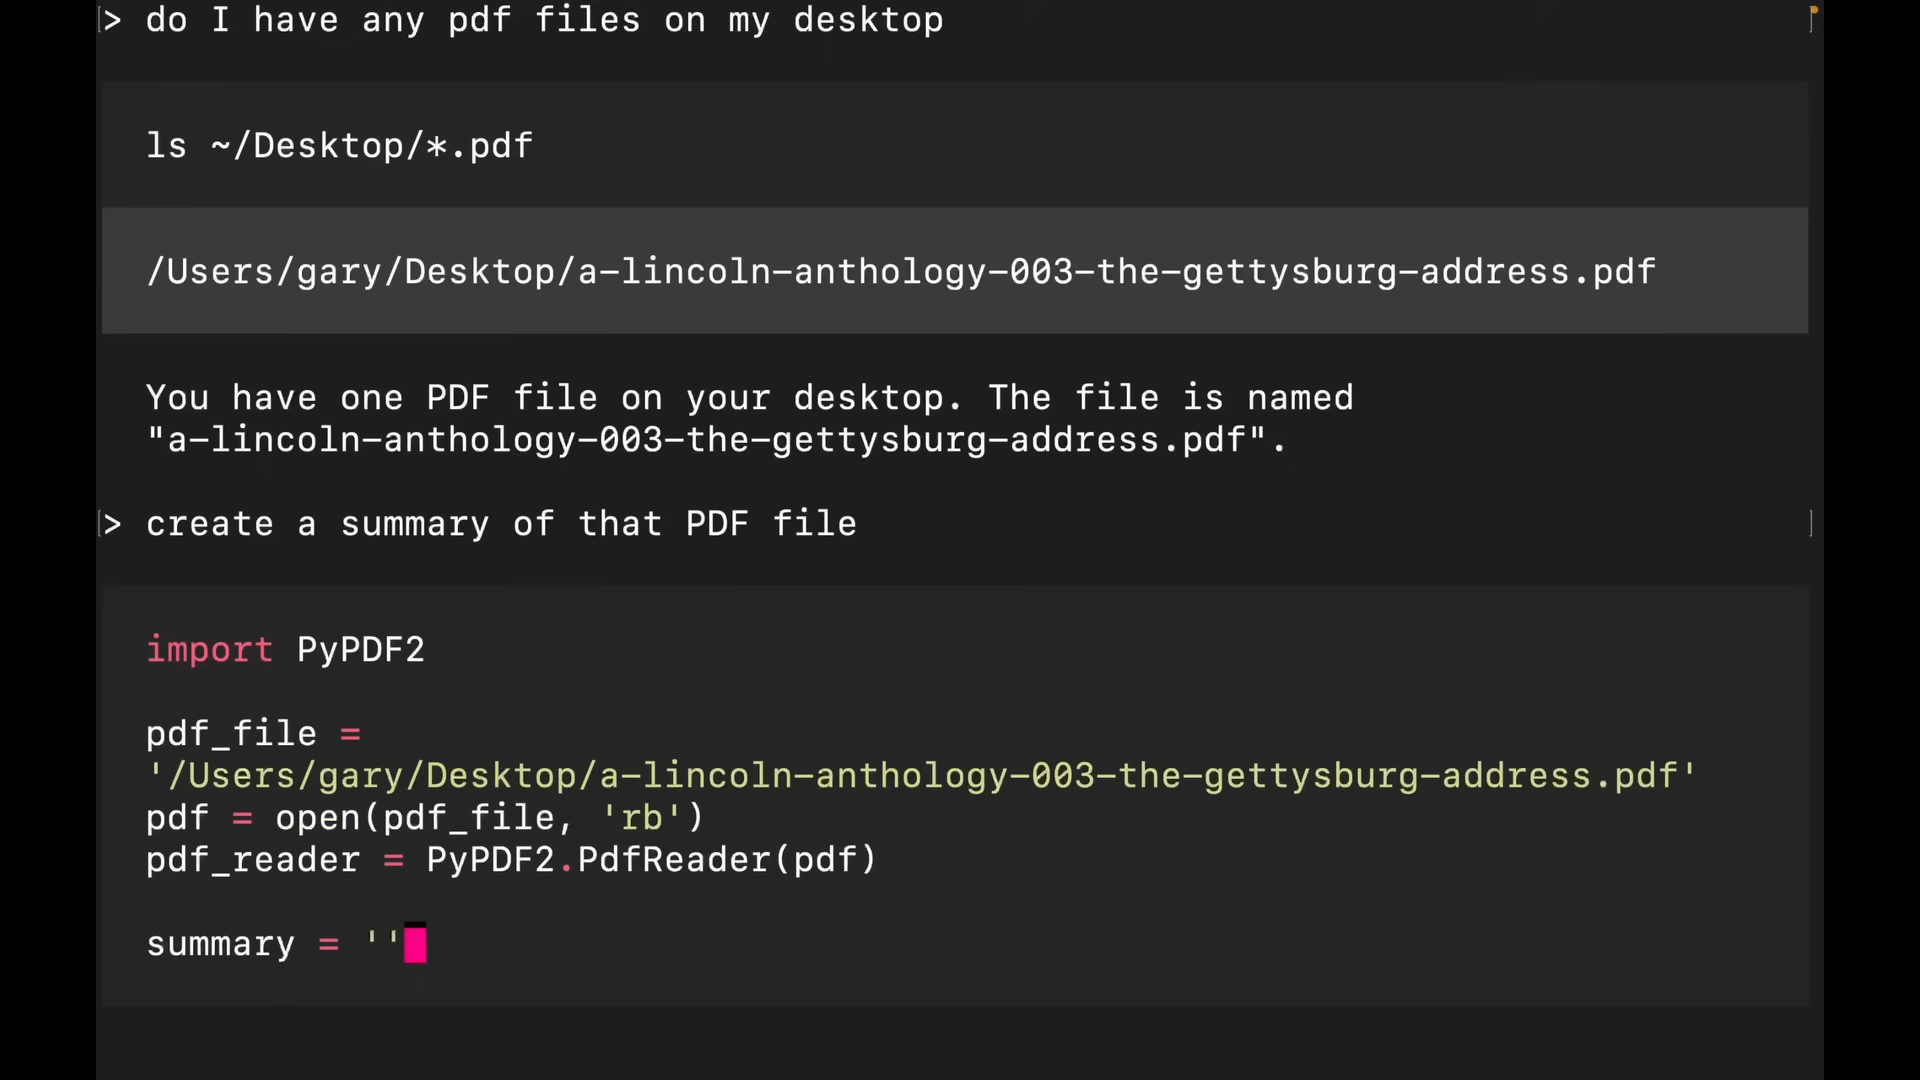 > do I have any pdf files on my desktop
ls ~/Desktop/*.pdf
/Users/gary/Desktop/a-lincoln-anthology-003-the-gettysburg-address.pdf
You have one PDF file on your desktop. The file is named
"a-lincoln-anthology-003-the-gettysburg-address.pdf".
> create a summary of that PDF file
import PyPDF2
pdf_file =
'/Users/gary/Desktop/a-lincoln-anthology-003-the-gettysburg-address.pdf'
pdf = open(pdf_file, 'rb')
pdf_reader = PyPDF2.PdfReader(pdf)
summary = ''